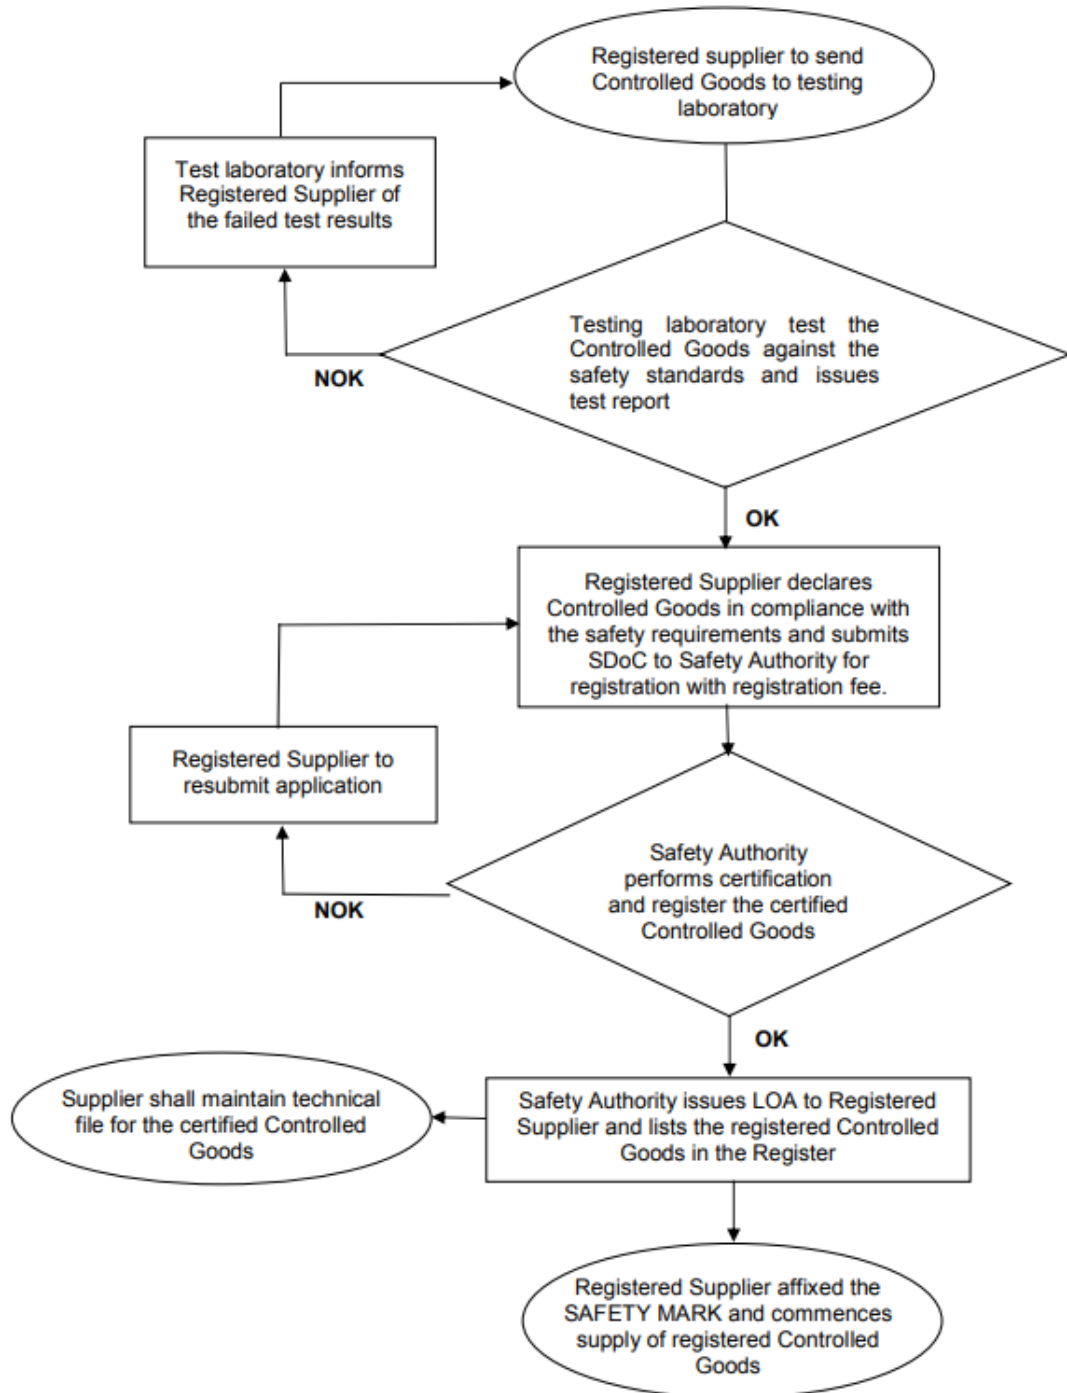 Registered supplier to send
Controlled Goods to testing
laboratory
Test laboratory informs
Registered Supplier of
the failed test results
Testing laboratory test the
Controlled Goods against the
safety standards and issues
test report
NOK
OK
Registered Supplier declares
Controlled Goods in compliance with
the safety requirements and submits
SDoC to Safety Authority for
registration with registration fee.
Registered Supplier to
resubmit application
Safety Authority
performs certification
and register the certified
Controlled Goods
NOK
OK
Supplier shall maintain technical
file for the certified Controlled
Goods
Safety Authority issues LOA to Registered
Supplier and lists the registered Controlled
Goods in the Register
Registered Supplier affixed the
SAFETY MARK and commences
supply of registered Controlled
Goods